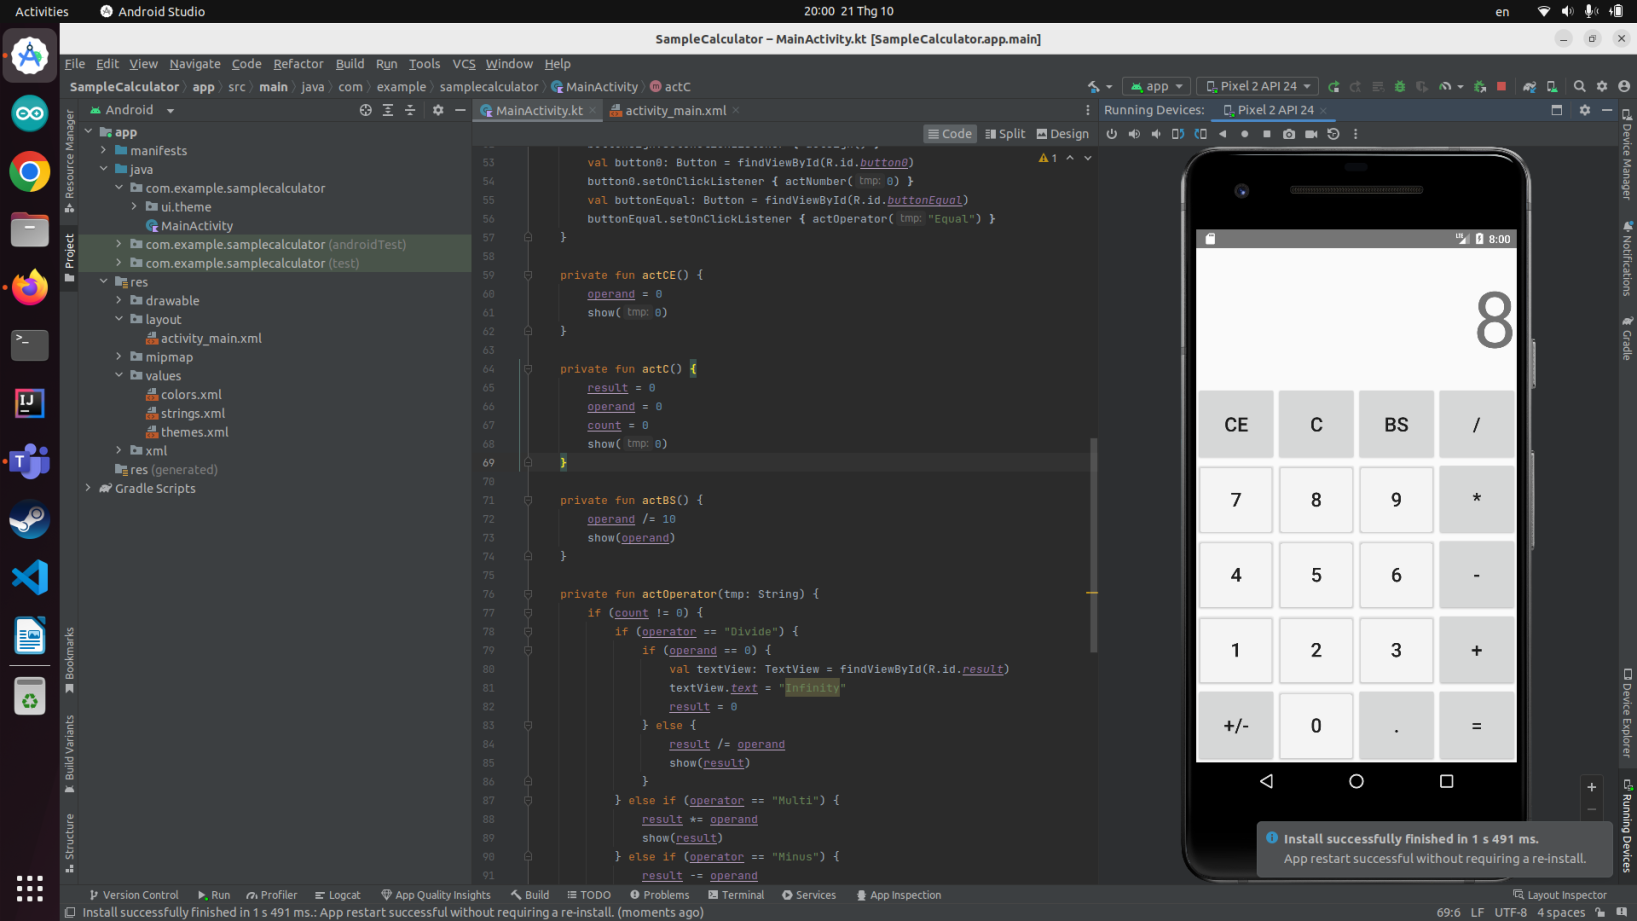 Activities
Android Studio
20:00 21 Thg 10
en
SampleCalculator – MainActivity.kt [SampleCalculator.app.main]
File Edit View Navigate Code Refactor Build Run Tools VCS Window Help
SampleCalculator app src main java com example samplecalculator MainActivity actC
app
Pixel 2 API 24
Android
MainActivity.kt
activity_main.xml
Running Devices:
Pixel 2 API 24
Code Split Design
Resource Manager
Project
Bookmarks
Build Variants
Structure
app
manifests
java
com.example.samplecalculator
ui.theme
MainActivity
com.example.samplecalculator (androidTest)
com.example.samplecalculator (test)
res
drawable
layout
activity_main.xml
mipmap
values
colors.xml
strings.xml
themes.xml
xml
res (generated)
Gradle Scripts
1
53 val button0: Button = findViewById(R.id.button0)
54 button0.setOnClickListener { actNumber( tmp: 0) }
55 val buttonEqual: Button = findViewById(R.id.buttonEqual)
56 buttonEqual.setOnClickListener { actOperator( tmp: "Equal") }
57 }
58
59 private fun actCE() {
60 operand = 0
61 show( tmp: 0)
62 }
63
64 private fun actC() {
65 result = 0
66 operand = 0
67 count = 0
68 show( tmp: 0)
69 }
70
71 private fun actBS() {
72 operand /= 10
73 show(operand)
74 }
75
76 private fun actOperator(tmp: String) {
77 if (count != 0) {
78 if (operator == "Divide") {
79 if (operand == 0) {
80 val textView: TextView = findViewById(R.id.result)
81 textView.text = "Infinity"
82 result = 0
83 } else {
84 result /= operand
85 show(result)
86 }
87 } else if (operator == "Multi") {
88 result *= operand
89 show(result)
90 } else if (operator == "Minus") {
91 result -= operand
8:00
8
CE C BS /
7 8 9 *
4 5 6 -
1 2 3 +
+/- 0 . =
Device Manager
Notifications
Gradle
Device Explorer
Running Devices
Install successfully finished in 1 s 491 ms.
App restart successful without requiring a re-install.
Version Control Run Profiler Logcat App Quality Insights Build TODO Problems Terminal Services App Inspection Layout Inspector
Install successfully finished in 1 s 491 ms.: App restart successful without requiring a re-install. (moments ago)
69:6 LF UTF-8 4 spaces